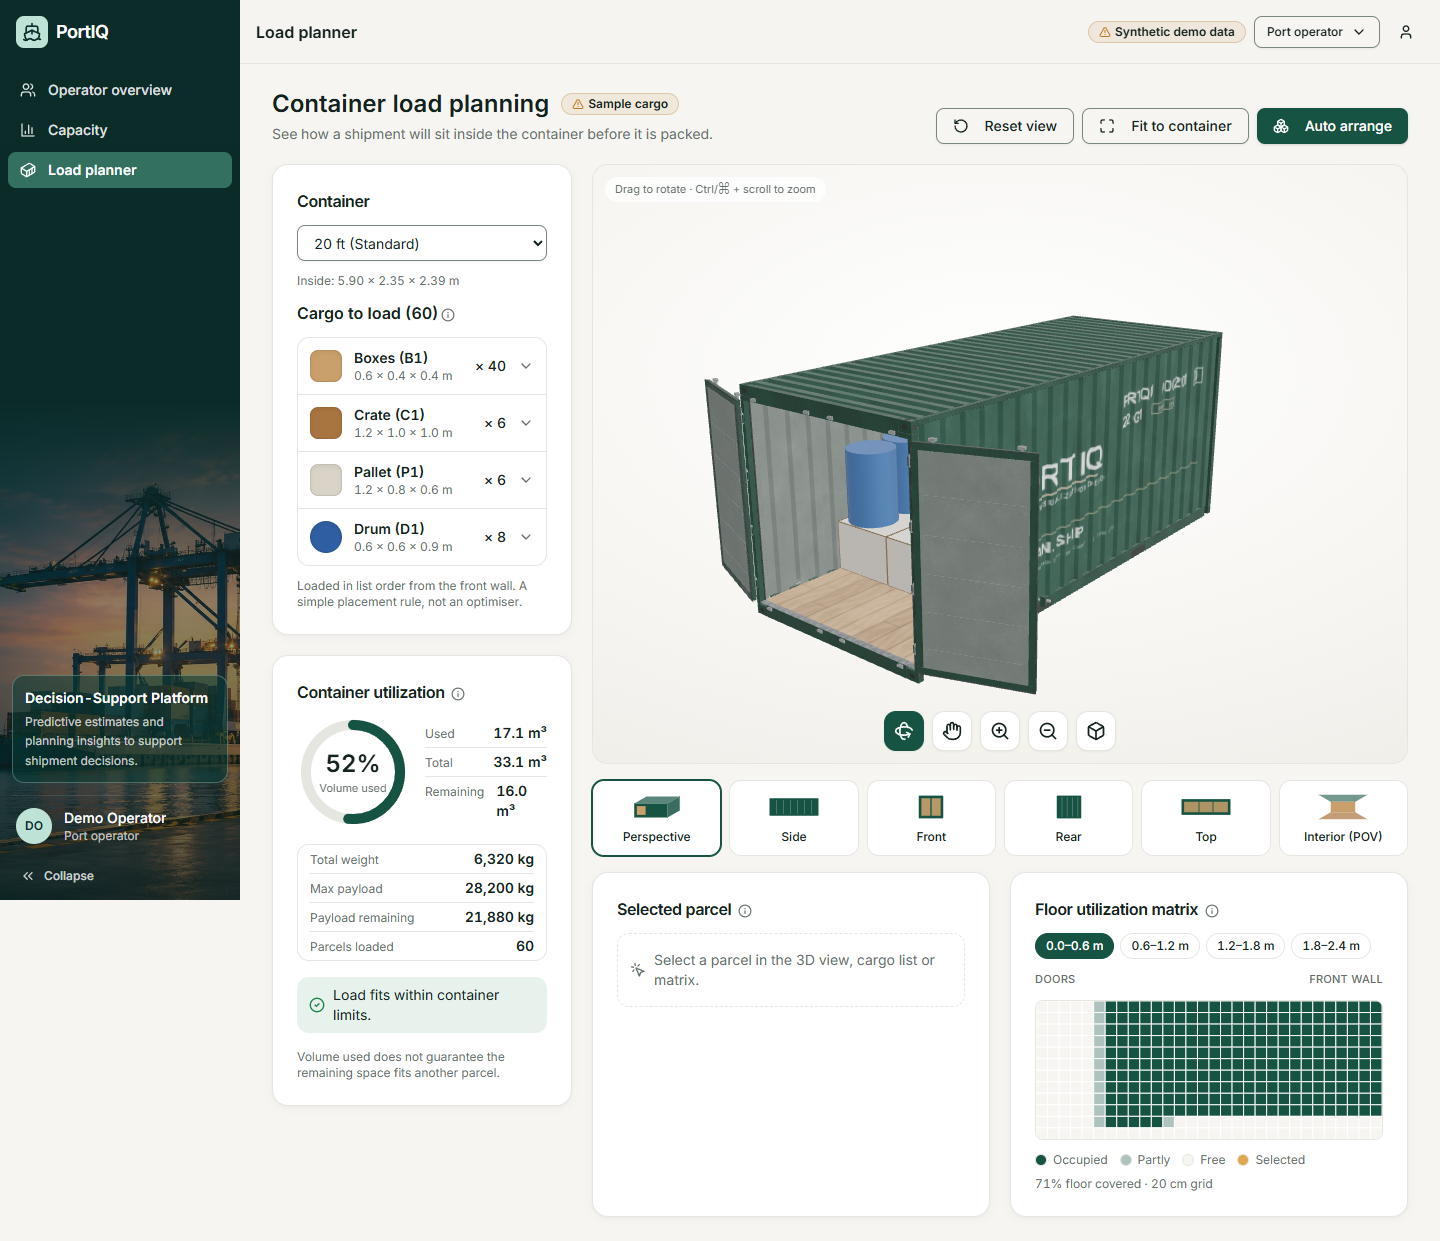 PortIQ
Load planner
Synthetic demo data
Port operator
Operator overview
Capacity
Load planner
Container load planning
Sample cargo
See how a shipment will sit inside the container before it is packed.
Reset view
Fit to container
Auto arrange
Container
20 ft (Standard)
Inside: 5.90 × 2.35 × 2.39 m
Cargo to load (60)
Boxes (B1)
0.6 × 0.4 × 0.4 m
× 40
Crate (C1)
1.2 × 1.0 × 1.0 m
× 6
Pallet (P1)
1.2 × 0.8 × 0.6 m
× 6
Drum (D1)
0.6 × 0.6 × 0.9 m
× 8
Loaded in list order from the front wall. A
simple placement rule, not an optimiser.
Drag to rotate · Ctrl/⌘ + scroll to zoom
RT IQ
Perspective
Side
Front
Rear
Top
Interior (POV)
Container utilization
52%
Volume used
Used 17.1 m³
Total 33.1 m³
Remaining 16.0
m³
Total weight 6,320 kg
Max payload 28,200 kg
Payload remaining 21,880 kg
Parcels loaded 60
Load fits within container
limits.
Volume used does not guarantee the
remaining space fits another parcel.
Selected parcel
Select a parcel in the 3D view, cargo list or
matrix.
Floor utilization matrix
0.0–0.6 m
0.6–1.2 m
1.2–1.8 m
1.8–2.4 m
DOORS
FRONT WALL
Occupied
Partly
Free
Selected
71% floor covered · 20 cm grid
Decision-Support Platform
Predictive estimates and
planning insights to support
shipment decisions.
DO
Demo Operator
Port operator
Collapse